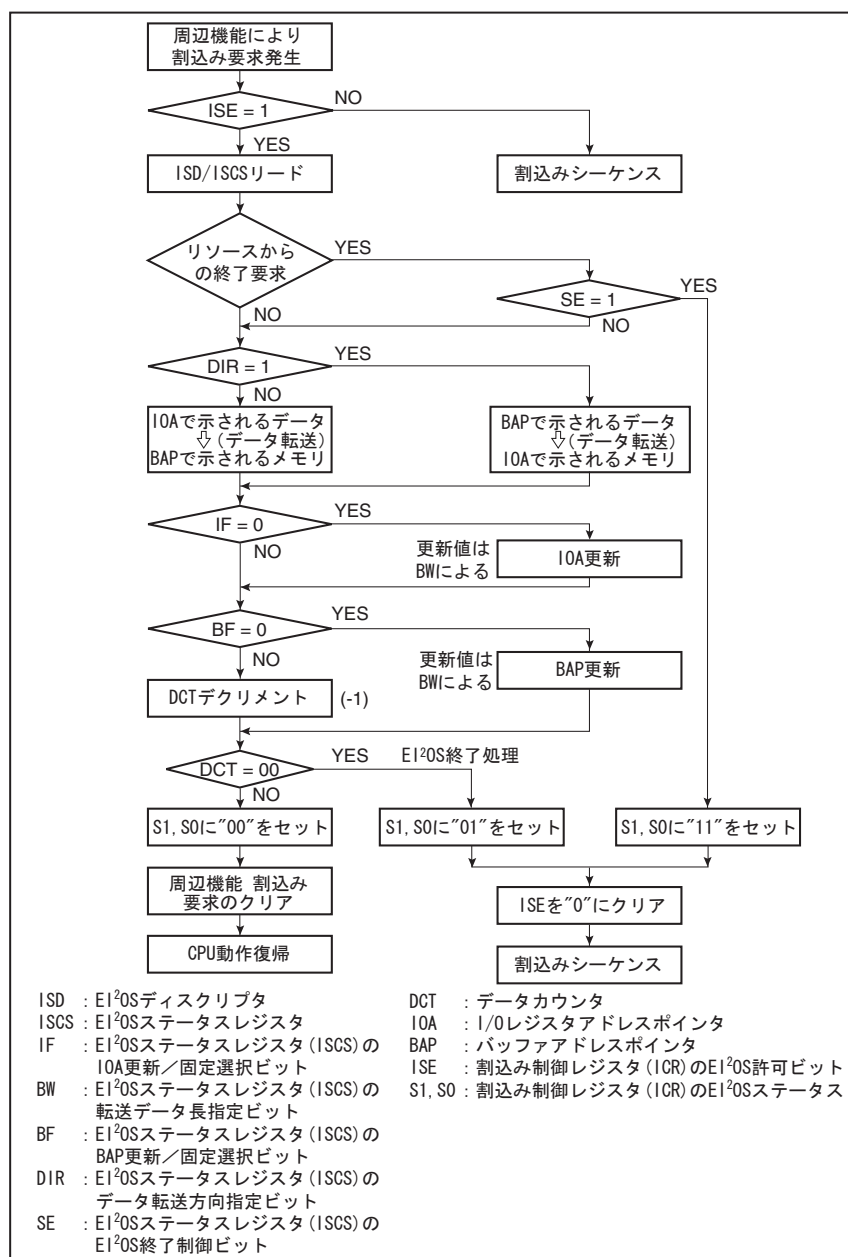 周辺機能により
割込み要求発生
ISE = 1
NO
YES
ISD/ISCSリード
割込みシーケンス
リソースから
の終了要求
YES
SE = 1
YES
NO
NO
DIR = 1
YES
NO
IOAで示されるデータ
⇩(データ転送)
BAPで示されるメモリ
BAPで示されるデータ
⇩(データ転送)
IOAで示されるメモリ
IF = 0
YES
NO
更新値は
BWによる
IOA更新
BF = 0
YES
NO
更新値は
BWによる
BAP更新
DCTデクリメント
(-1)
DCT = 00
YES
EI²OS終了処理
NO
S1,S0に"00"をセット
S1,S0に"01"をセット
S1,S0に"11"をセット
周辺機能 割込み
要求のクリア
ISEを"0"にクリア
CPU動作復帰
割込みシーケンス
ISD : EI²OSディスクリプタ
ISCS : EI²OSステータスレジスタ
IF : EI²OSステータスレジスタ(ISCS)の
IOA更新／固定選択ビット
BW : EI²OSステータスレジスタ(ISCS)の
転送データ長指定ビット
BF : EI²OSステータスレジスタ(ISCS)の
BAP更新／固定選択ビット
DIR : EI²OSステータスレジスタ(ISCS)の
データ転送方向指定ビット
SE : EI²OSステータスレジスタ(ISCS)の
EI²OS終了制御ビット
DCT : データカウンタ
IOA : I/Oレジスタアドレスポインタ
BAP : バッファアドレスポインタ
ISE : 割込み制御レジスタ(ICR)のEI²OS許可ビット
S1,S0 : 割込み制御レジスタ(ICR)のEI²OSステータス